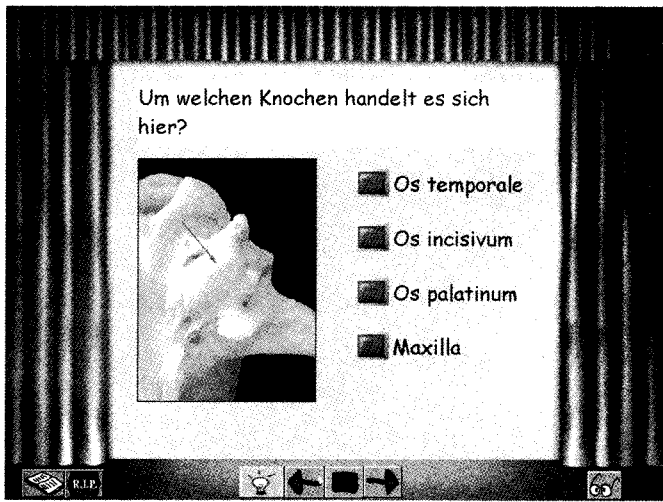 Um welchen Knochen handelt es sich
hier?
Os temporale
Os incisivum
Os palatinum
Maxilla
R.I.P.